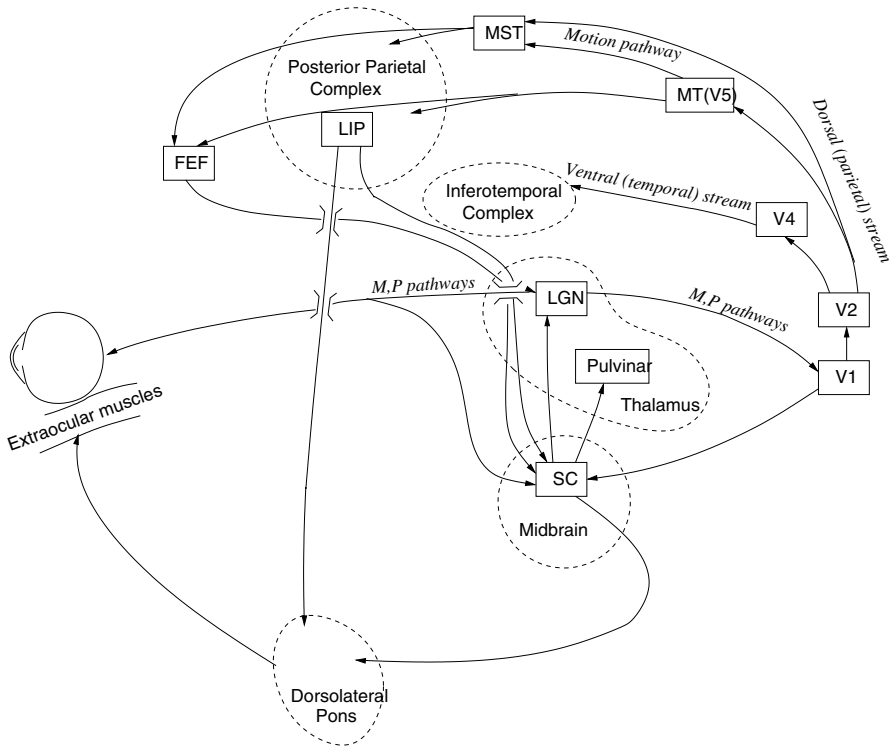 MST
Motion pathway
Posterior Parietal
Complex
MT(V5)
Dorsal (parietal) stream
LIP
FEF
Ventral (temporal) stream
Inferotemporal
Complex
V4
M,P pathways
LGN
M,P pathways
V2
Pulvinar
V1
Thalamus
Extraocular muscles
SC
Midbrain
Dorsolateral
Pons